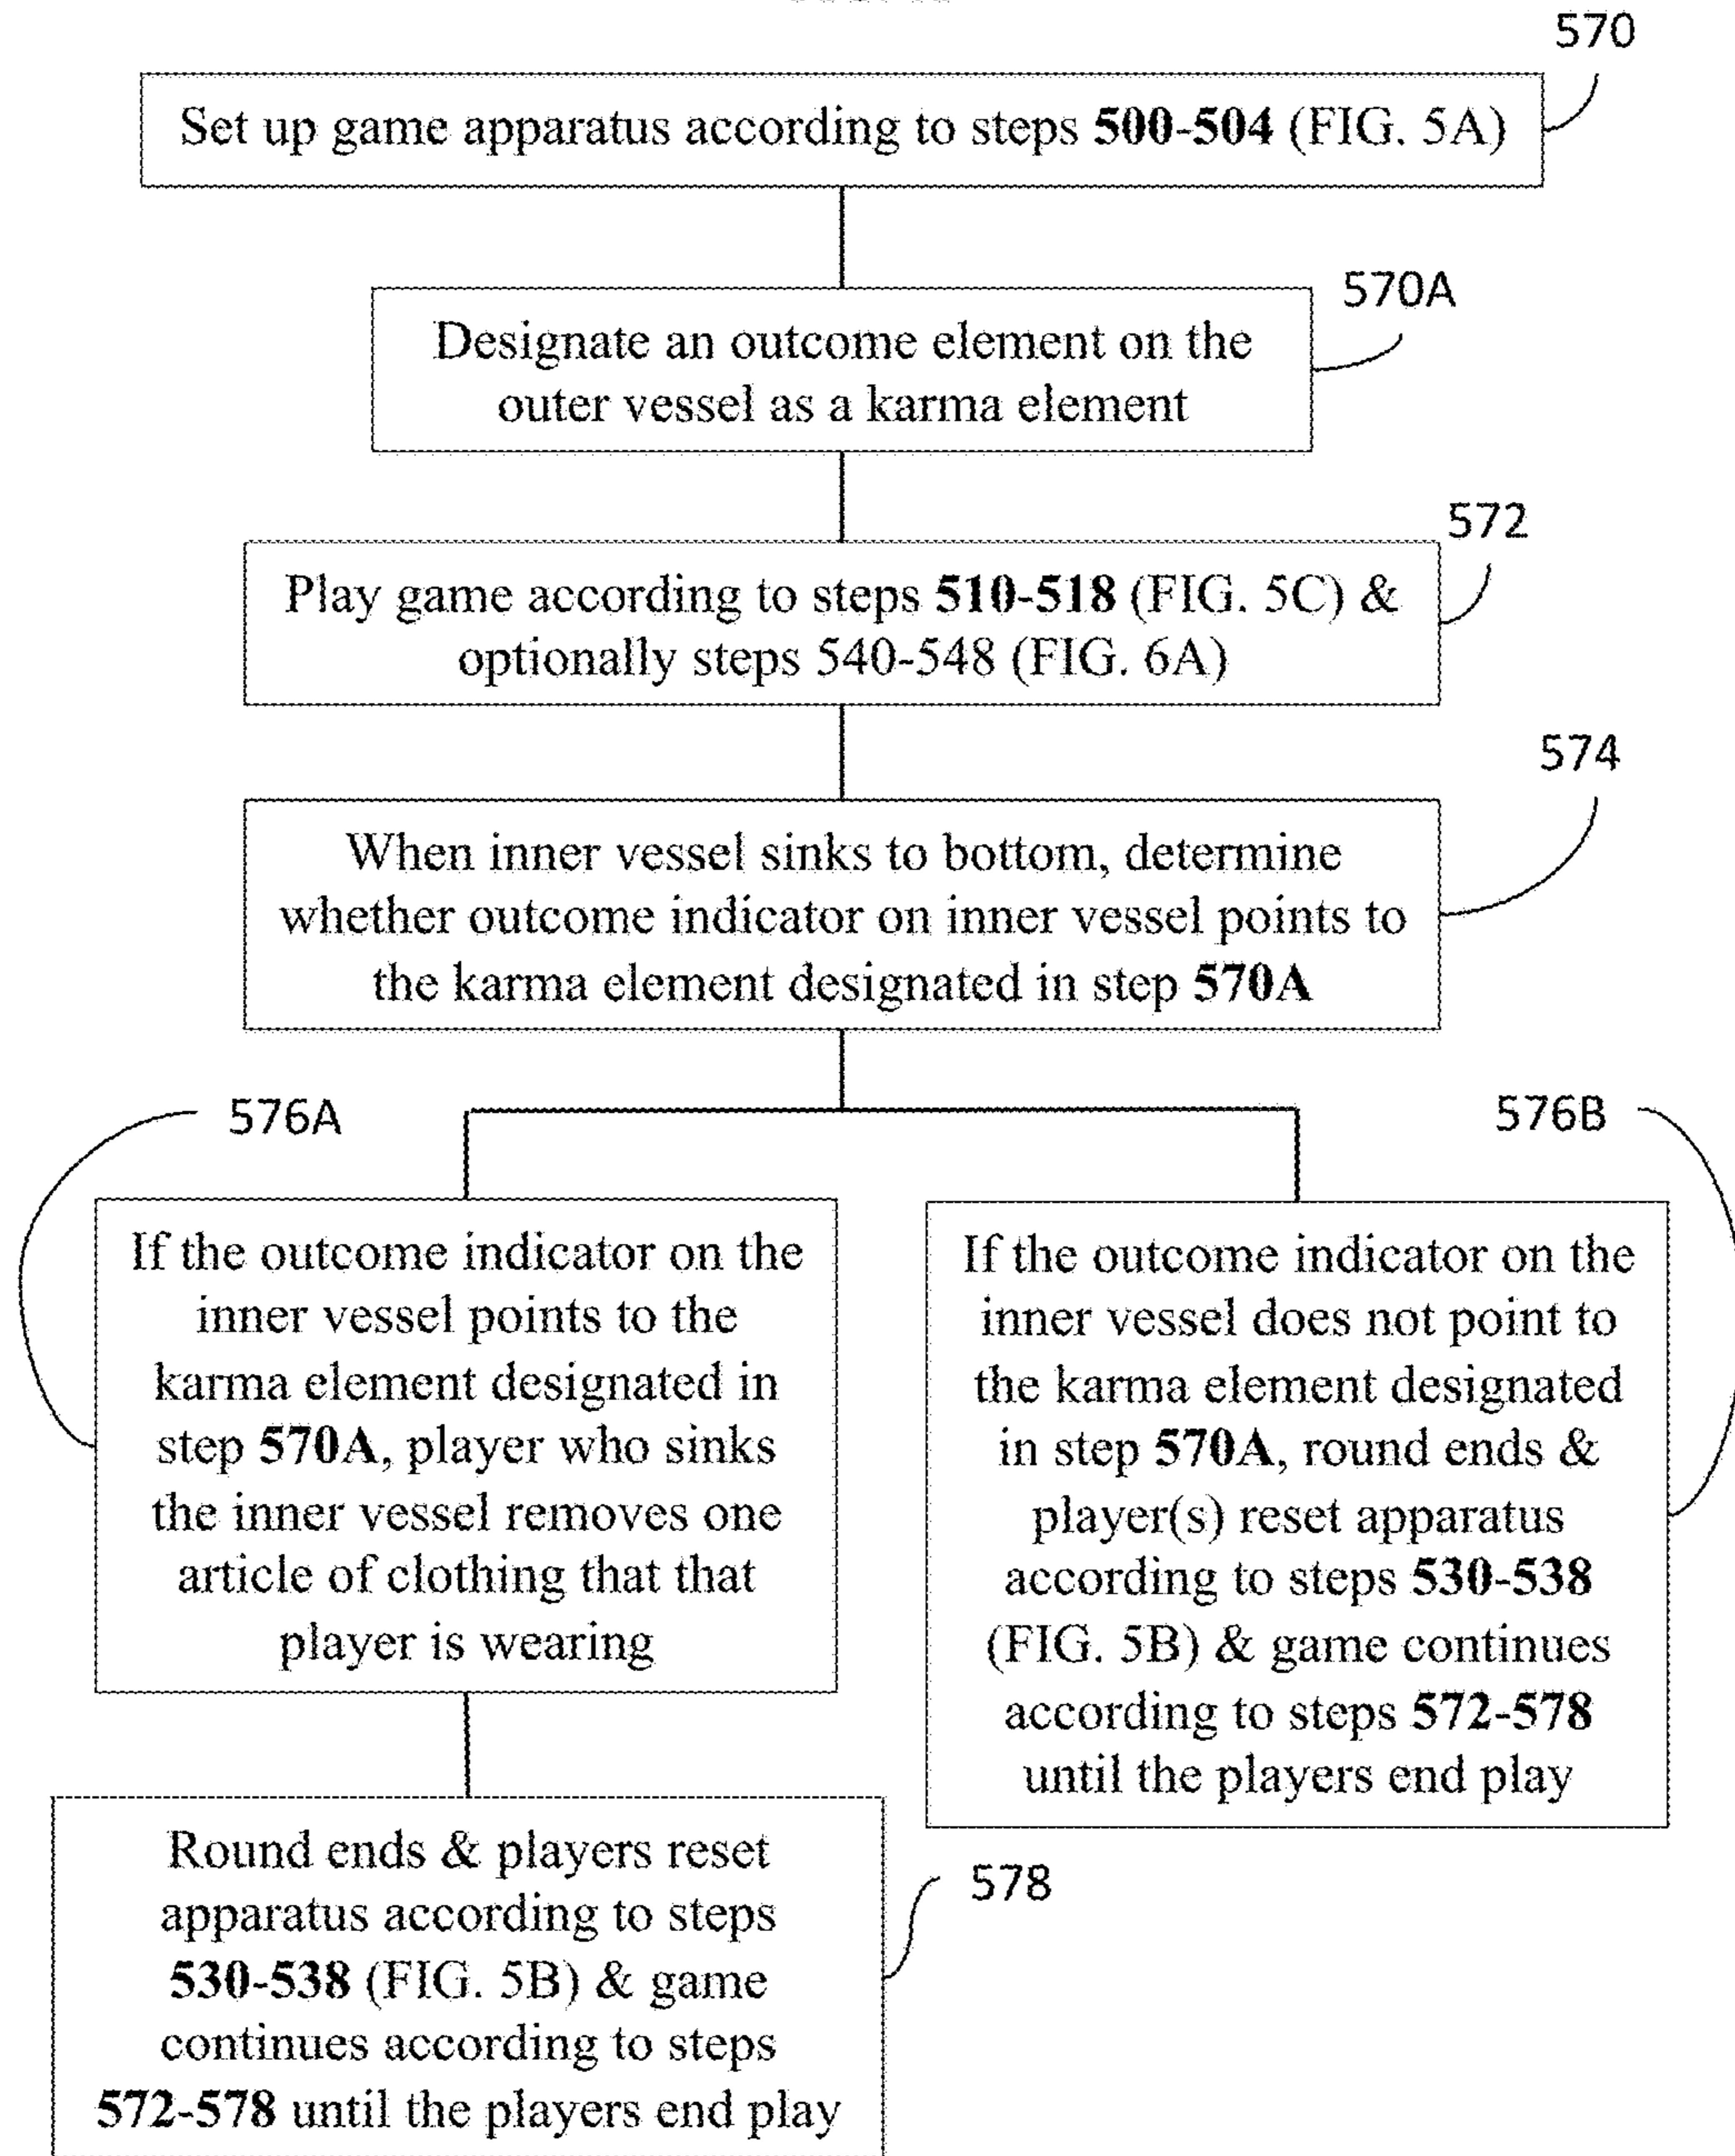 570
Set up game apparatus according to steps 500-504 (FIG. 5A)
570A
Designate an outcome element on the
outer vessel as a karma element
572
Play game according to steps 510-518 (FIG. 5C) &
optionally steps 540-548 (FIG. 6A)
574
When inner vessel sinks to bottom, determine
whether outcome indicator on inner vessel points to
the karma element designated in step 570A
576A
If the outcome indicator on the
inner vessel points to the
karma element designated in
step 570A, player who sinks
the inner vessel removes one
article of clothing that that
player is wearing
576B
If the outcome indicator on the
inner vessel does not point to
the karma element designated
in step 570A, round ends &
player(s) reset apparatus
according to steps 530-538
(FIG. 5B) & game continues
according to steps 572-578
until the players end play
Round ends & players reset
apparatus according to steps
530-538 (FIG. 5B) & game
continues according to steps
572-578 until the players end play
578